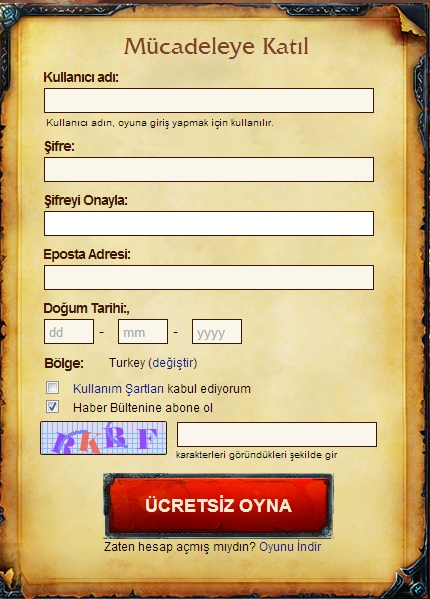 Mücadeleye Katıl
Kullanıcı adı:
Kullanıcı adın, oyuna giriş yapmak için kullanılır.
Şifre:
Şifreyi Onayla:
Eposta Adresi:
Doğum Tarihi:,
dd - mm - yyyy
Bölge: Turkey (değiştir)
Kullanım Şartları kabul ediyorum
Haber Bültenine abone ol
karakterleri göründükleri şekilde gir
ÜCRETSİZ OYNA
Zaten hesap açmış mıydın? Oyunu İndir